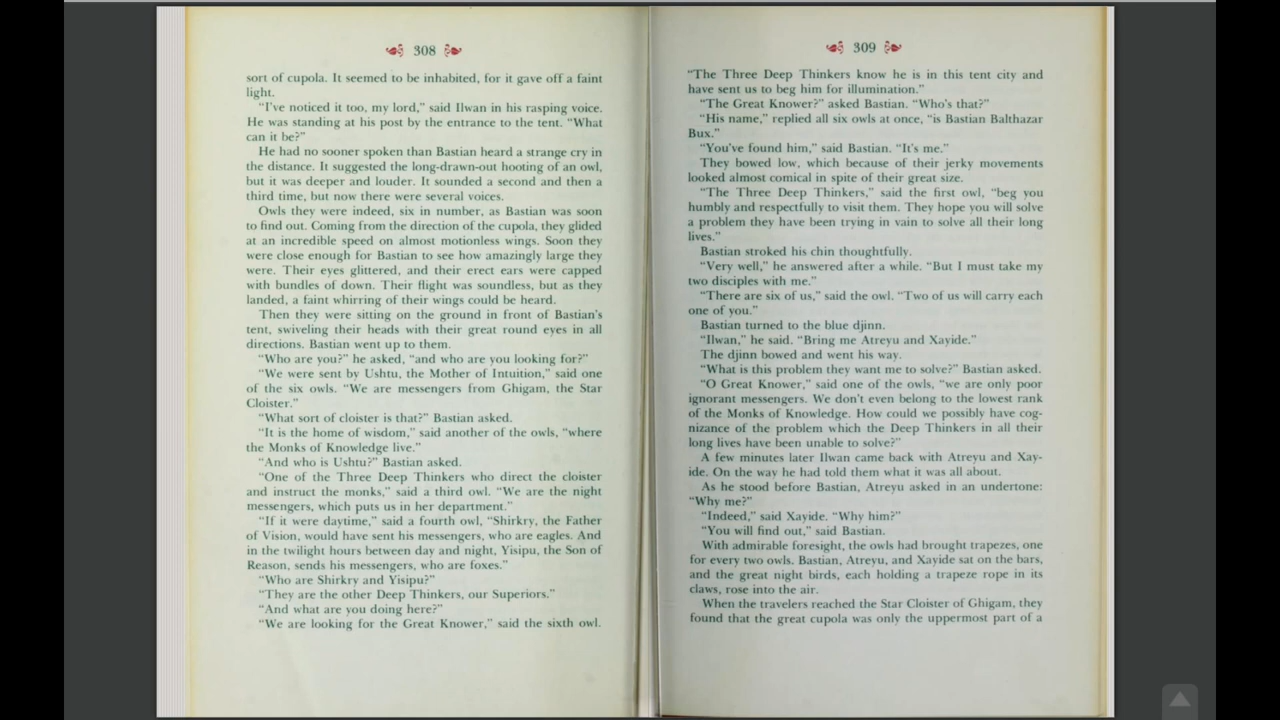 308
sort of cupola. It seemed to be inhabited, for it gave off a faint
light.
“I've noticed it too, my lord,” said Ilwan in his rasping voice.
He was standing at his post by the entrance to the tent. “What
can it be?”
He had no sooner spoken than Bastian heard a strange cry in
the distance. It suggested the long-drawn-out hooting of an owl,
but it was deeper and louder. It sounded a second and then a
third time, but now there were several voices.
Owls they were indeed, six in number, as Bastian was soon
to find out. Coming from the direction of the cupola, they glided
at an incredible speed on almost motionless wings. Soon they
were close enough for Bastian to see how amazingly large they
were. Their eyes glittered, and their erect ears were capped
with bundles of down. Their flight was soundless, but as they
landed, a faint whirring of their wings could be heard.
Then they were sitting on the ground in front of Bastian's
tent, swiveling their heads with their great round eyes in all
directions. Bastian went up to them.
“Who are you?” he asked, “and who are you looking for?”
“We were sent by Ushtu, the Mother of Intuition,” said one
of the six owls. “We are messengers from Ghigam, the Star
Cloister.”
“What sort of cloister is that?” Bastian asked.
“It is the home of wisdom,” said another of the owls, “where
the Monks of Knowledge live.”
“And who is Ushtu?” Bastian asked.
“One of the Three Deep Thinkers who direct the cloister
and instruct the monks,” said a third owl. “We are the night
messengers, which puts us in her department.”
“If it were daytime,” said a fourth owl, “Shirkry, the Father
of Vision, would have sent his messengers, who are eagles. And
in the twilight hours between day and night, Yisipu, the Son of
Reason, sends his messengers, who are foxes.”
“Who are Shirkry and Yisipu?”
“They are the other Deep Thinkers, our Superiors.”
“And what are you doing here?”
“We are looking for the Great Knower,” said the sixth owl.
309
“The Three Deep Thinkers know he is in this tent city and
have sent us to beg him for illumination.”
“The Great Knower?” asked Bastian. “Who's that?”
“His name,” replied all six owls at once, “is Bastian Balthazar
Bux.”
“You've found him,” said Bastian. “It's me.”
They bowed low, which because of their jerky movements
looked almost comical in spite of their great size.
“The Three Deep Thinkers,” said the first owl, “beg you
humbly and respectfully to visit them. They hope you will solve
a problem they have been trying in vain to solve all their long
lives.”
Bastian stroked his chin thoughtfully.
“Very well,” he answered after a while. “But I must take my
two disciples with me.”
“There are six of us,” said the owl. “Two of us will carry each
one of you.”
Bastian turned to the blue djinn.
“Ilwan,” he said. “Bring me Atreyu and Xayide.”
The djinn bowed and went his way.
“What is this problem they want me to solve?” Bastian asked.
“O Great Knower,” said one of the owls, “we are only poor
ignorant messengers. We don't even belong to the lowest rank
of the Monks of Knowledge. How could we possibly have cog-
nizance of the problem which the Deep Thinkers in all their
long lives have been unable to solve?”
A few minutes later Ilwan came back with Atreyu and Xay-
ide. On the way he had told them what it was all about.
As he stood before Bastian, Atreyu asked in an undertone:
“Why me?”
“Indeed,” said Xayide. “Why him?”
“You will find out,” said Bastian.
With admirable foresight, the owls had brought trapezes, one
for every two owls. Bastian, Atreyu, and Xayide sat on the bars,
and the great night birds, each holding a trapeze rope in its
claws, rose into the air.
When the travelers reached the Star Cloister of Ghigam, they
found that the great cupola was only the uppermost part of a